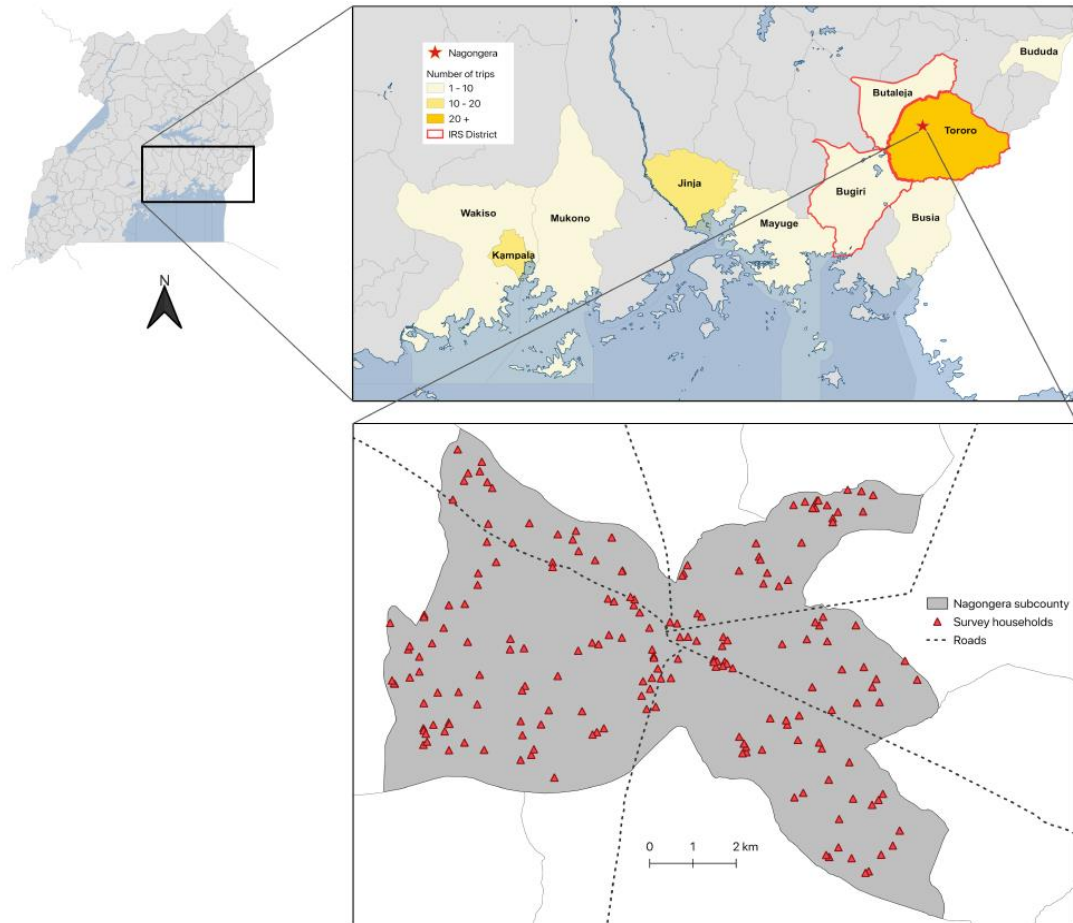 N
Nagongera
Number of trips
1 - 10
10 - 20
20 +
IRS District
Bududa
Butaleja
Tororo
Jinja
Bugiri
Wakiso
Mukono
Mayuge
Busia
Kampala
Nagongera subcounty
Survey households
Roads
0 1 2 km